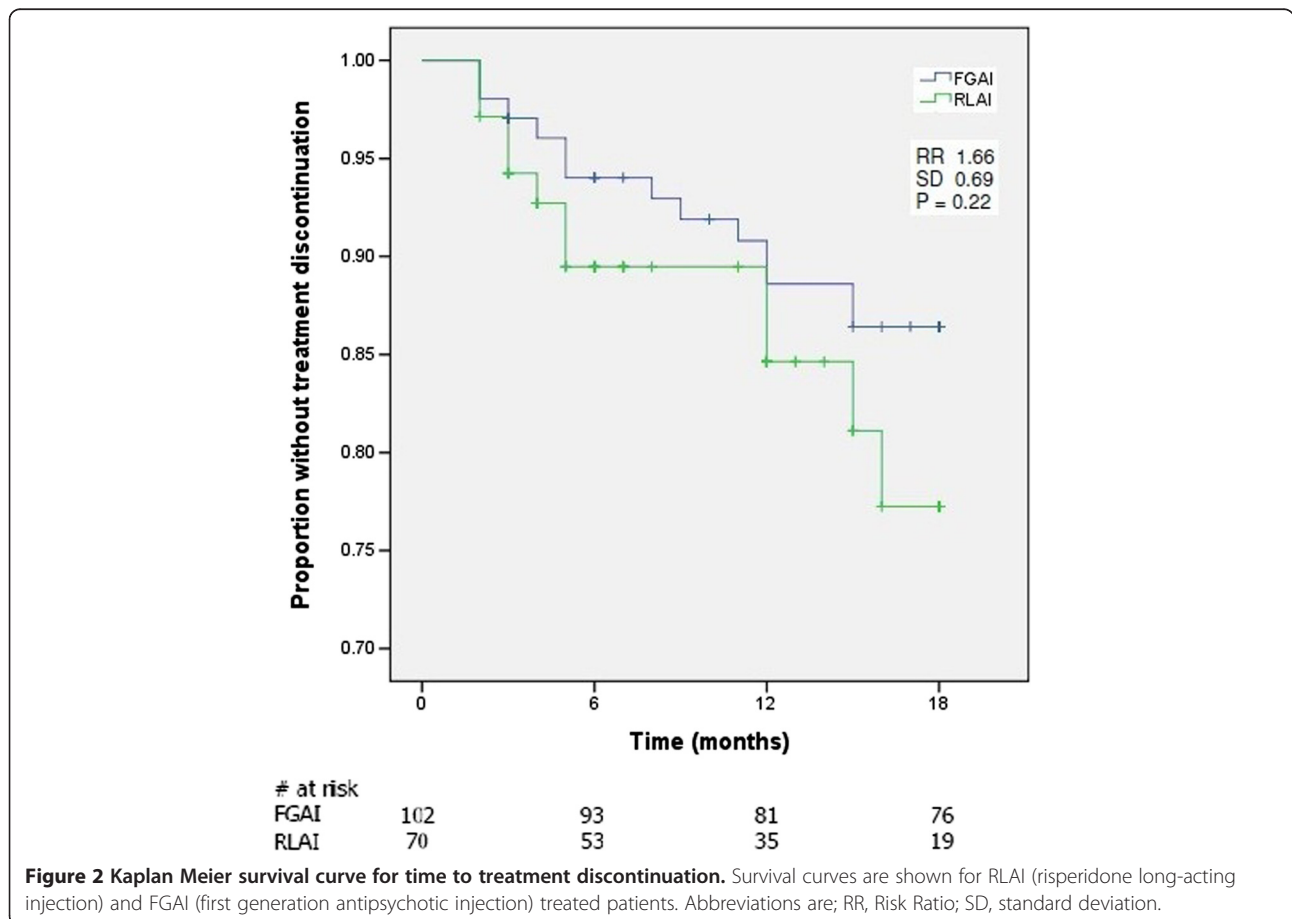 1.00
FGAI
RLAI
RR 1.66
SD 0.69
P = 0.22
0.95
0.90
0.85
0.80
0.75
0.70
Proportion without treatment discontinuation
0 6 12 18
Time (months)
# at risk
FGAI 102 93 81 76
RLAI 70 53 35 19
Figure 2 Kaplan Meier survival curve for time to treatment discontinuation. Survival curves are shown for RLAI (risperidone long-acting
injection) and FGAI (first generation antipsychotic injection) treated patients. Abbreviations are; RR, Risk Ratio; SD, standard deviation.